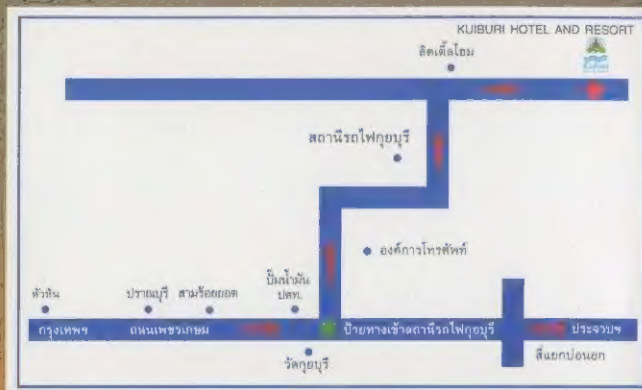 KUIBURI HOTEL AND RESORT
ลิตเติ้ลโฮม
สถานีรถไฟกุยบุรี
องค์การโทรศัพท์
หัวหิน
ปราณบุรี
สามร้อยยอด
ปั๊มน้ำมัน
ปตท.
กรุงเทพฯ
ถนนเพชรเกษม
ป้ายทางเข้าสถานีรถไฟกุยบุรี
ประจวบฯ
วัดกุยบุรี
สี่แยกบ่อนอก